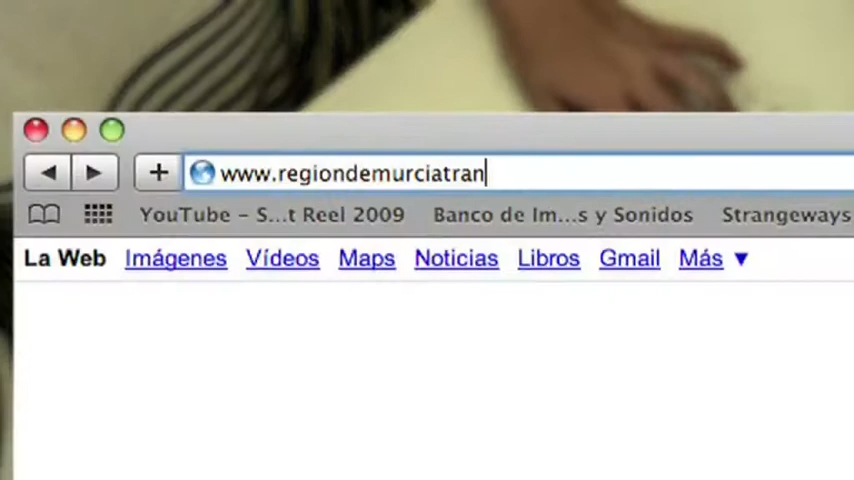 www.regiondemurciatran
YouTube - S...t Reel 2009 Banco de Im...s y Sonidos Strangeways
La Web Imágenes Vídeos Maps Noticias Libros Gmail Más ▼